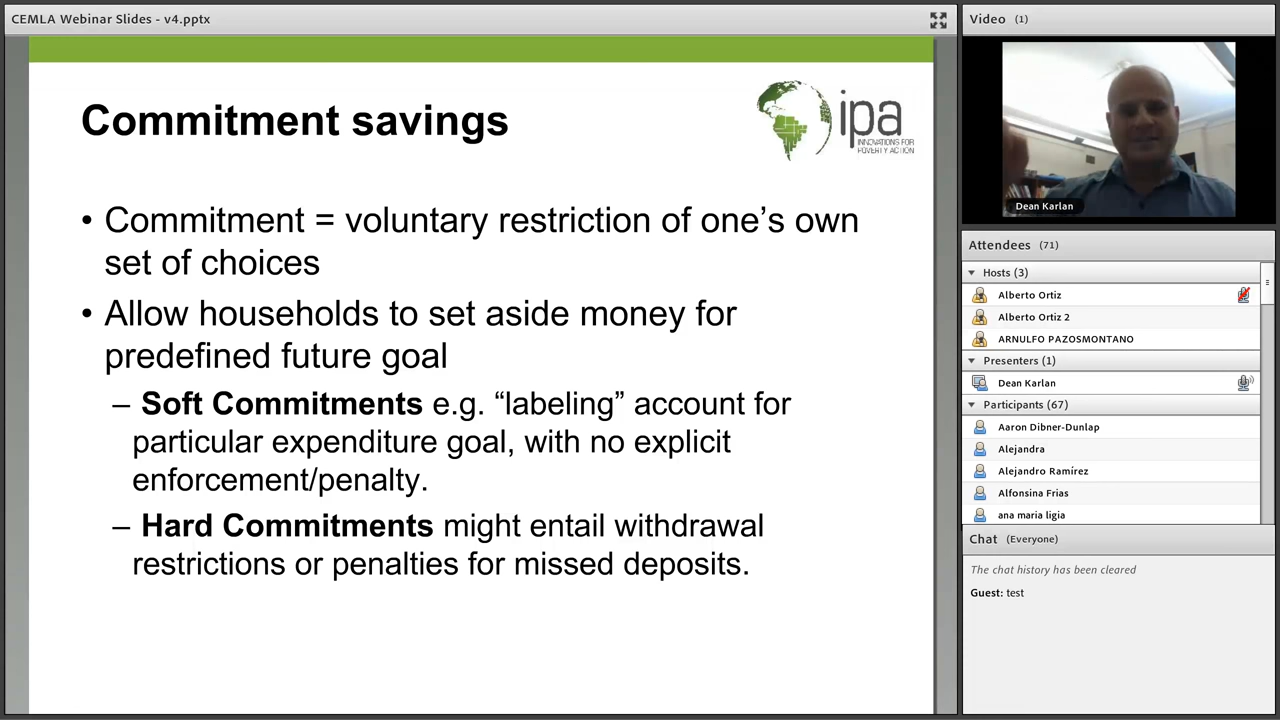 CEMLA Webinar Slides - v4.pptx
Commitment savings
ipa
INNOVATIONS FOR
POVERTY ACTION
• Commitment = voluntary restriction of one’s own
set of choices
• Allow households to set aside money for
predefined future goal
– Soft Commitments e.g. “labeling” account for
particular expenditure goal, with no explicit
enforcement/penalty.
– Hard Commitments might entail withdrawal
restrictions or penalties for missed deposits.
Video (1)
Dean Karlan
Attendees (71)
Hosts (3)
Alberto Ortiz
Alberto Ortiz 2
ARNULFO PAZOSMONTANO
Presenters (1)
Dean Karlan
Participants (67)
Aaron Dibner-Dunlap
Alejandra
Alejandro Ramírez
Alfonsina Frias
ana maria ligia
Chat (Everyone)
The chat history has been cleared
Guest: test